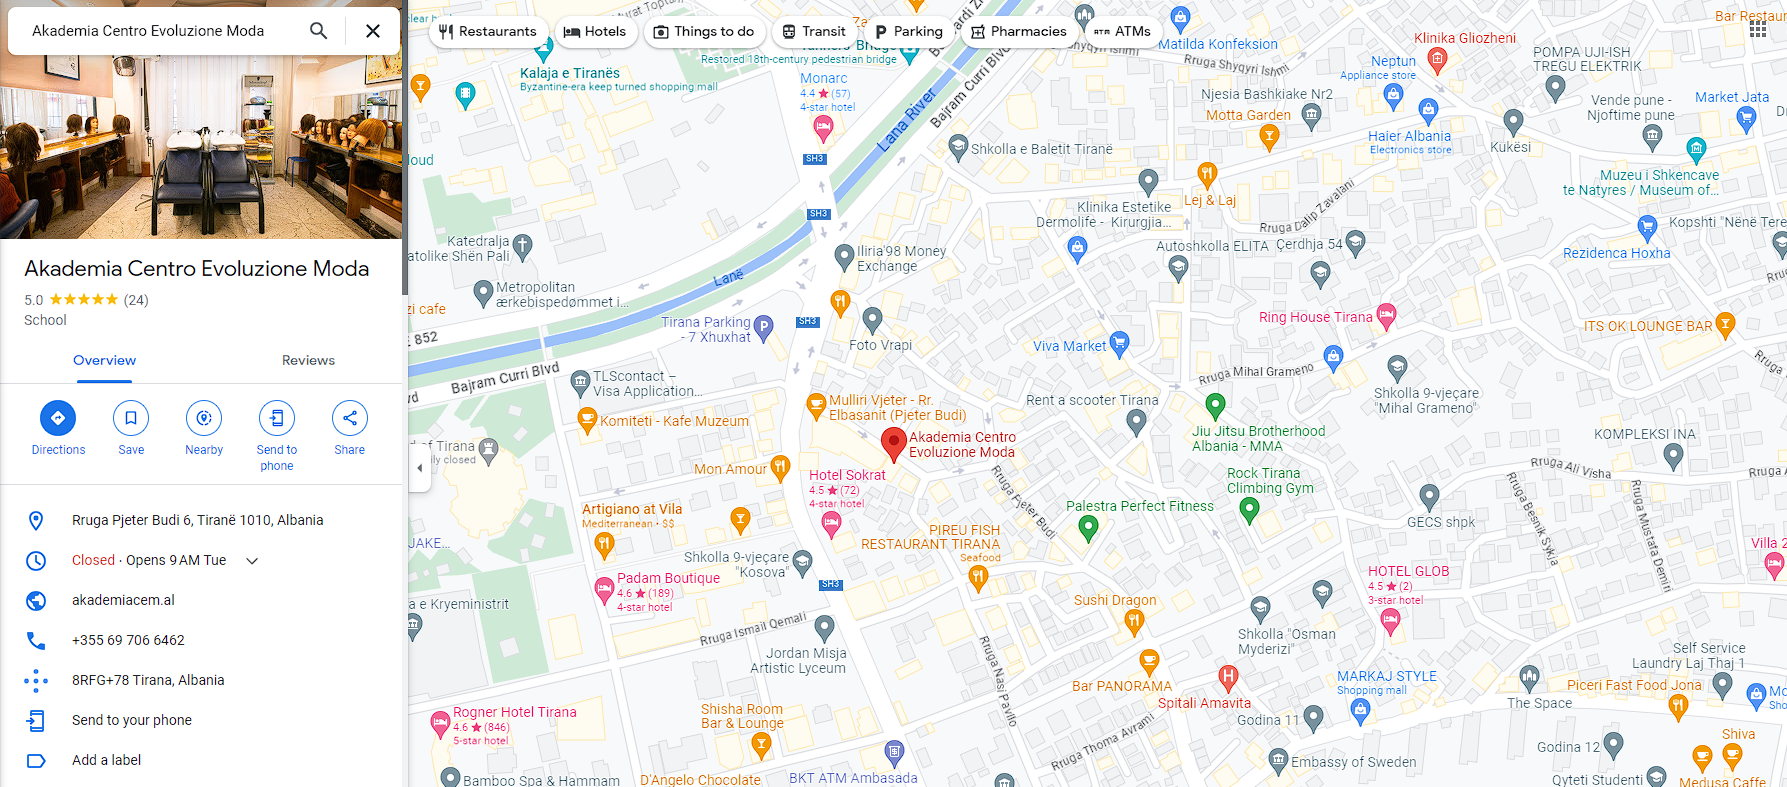 Akademia Centro Evoluzione Moda
Akademia Centro Evoluzione Moda
5.0 ★★★★★ (24)
School
Overview
Reviews
Directions
Save
Nearby
Send to
phone
Share
Rruga Pjeter Budi 6, Tiranë 1010, Albania
Closed · Opens 9 AM Tue
akademiacem.al
+355 69 706 6462
8RFG+78 Tirana, Albania
Send to your phone
Add a label
Restaurants
Hotels
Things to do
Transit
Parking
Pharmacies
ATMs
Kalaja e Tiranës
Byzantine-era keep turned shopping mall
Restored 18th-century pedestrian bridge
Monarc
4.4 ★ (57)
4-star hotel
Lana River
Bajram Curri Blvd
Rruga Shyqyri Ishmi
Matilda Konfeksion
Klinika Gliozheni
Neptun
Appliance store
POMPA UJI-ISH
TREGU ELEKTRIK
Bar Restaur
Njesia Bashkiake Nr2
Motta Garden
Haier Albania
Electronics store
Kukësi
Vende pune -
Njoftime pune
Market Jata
Muzeu i Shkencave
te Natyres / Museum of...
Shkolla e Baletit Tiranë
SH3
SH3
Lej & Laj
Klinika Estetike
Dermolife - Kirurgjia...
Rruga Dalip Zavalani
Autoshkolla ELITA
Çerdhja 54
Rezidenca Hoxha
Kopshti "Nënë Tere
Katedralja
atolike Shën Pali
Iliria'98 Money
Exchange
Metropolitan
ærkebispedømmet i...
Lanë
zi cafe
E 852
Tirana Parking
- 7 Xhuxhat
SH3
Foto Vrapi
Viva Market
Ring House Tirana
ITS OK LOUNGE BAR
Bajram Curri Blvd
TLScontact –
Visa Application...
Rruga Mihal Grameno
Shkolla 9-vjeçare
"Mihal Grameno"
Komiteti - Kafe Muzeum
Mulliri Vjeter - Rr.
Elbasanit (Pjeter Budi)
Rent a scooter Tirana
Jiu Jitsu Brotherhood
Albania - MMA
KOMPLEKSI INA
Akademia Centro
Evoluzione Moda
Mon Amour
Hotel Sokrat
4.5 ★ (72)
4-star hotel
Rruga Pjeter Budi
Rock Tirana
Climbing Gym
Rruga Ali Visha
Artigiano at Vila
Mediterranean · $$
Palestra Perfect Fitness
GECS shpk
Rruga Besnik Sykja
Rruga Mustafa Demiri
PIREU FISH
RESTAURANT TIRANA
Seafood
JAKE...
Shkolla 9-vjeçare
"Kosova"
SH3
Padam Boutique
4.6 ★ (189)
4-star hotel
HOTEL GLOB
4.5 ★ (2)
3-star hotel
Villa 2
a e Kryeministrit
Sushi Dragon
Rruga Ismail Qemali
Jordan Misja
Artistic Lyceum
Shkolla "Osman
Myderizi"
Self Service
Laundry Laj Thaj 1
Rruga Nasi Pavllo
Bar PANORAMA
Spitali Amavita
MARKAJ STYLE
Shopping mall
The Space
Piceri Fast Food Jona
Rogner Hotel Tirana
4.6 ★ (846)
5-star hotel
Shisha Room
Bar & Lounge
Godina 11
Rruga Thoma Avrami
Godina 12
Shiva
Embassy of Sweden
Bamboo Spa & Hammam
D'Angelo Chocolate
BKT ATM Ambasada
Qyteti Studenti
Medusa Caffe